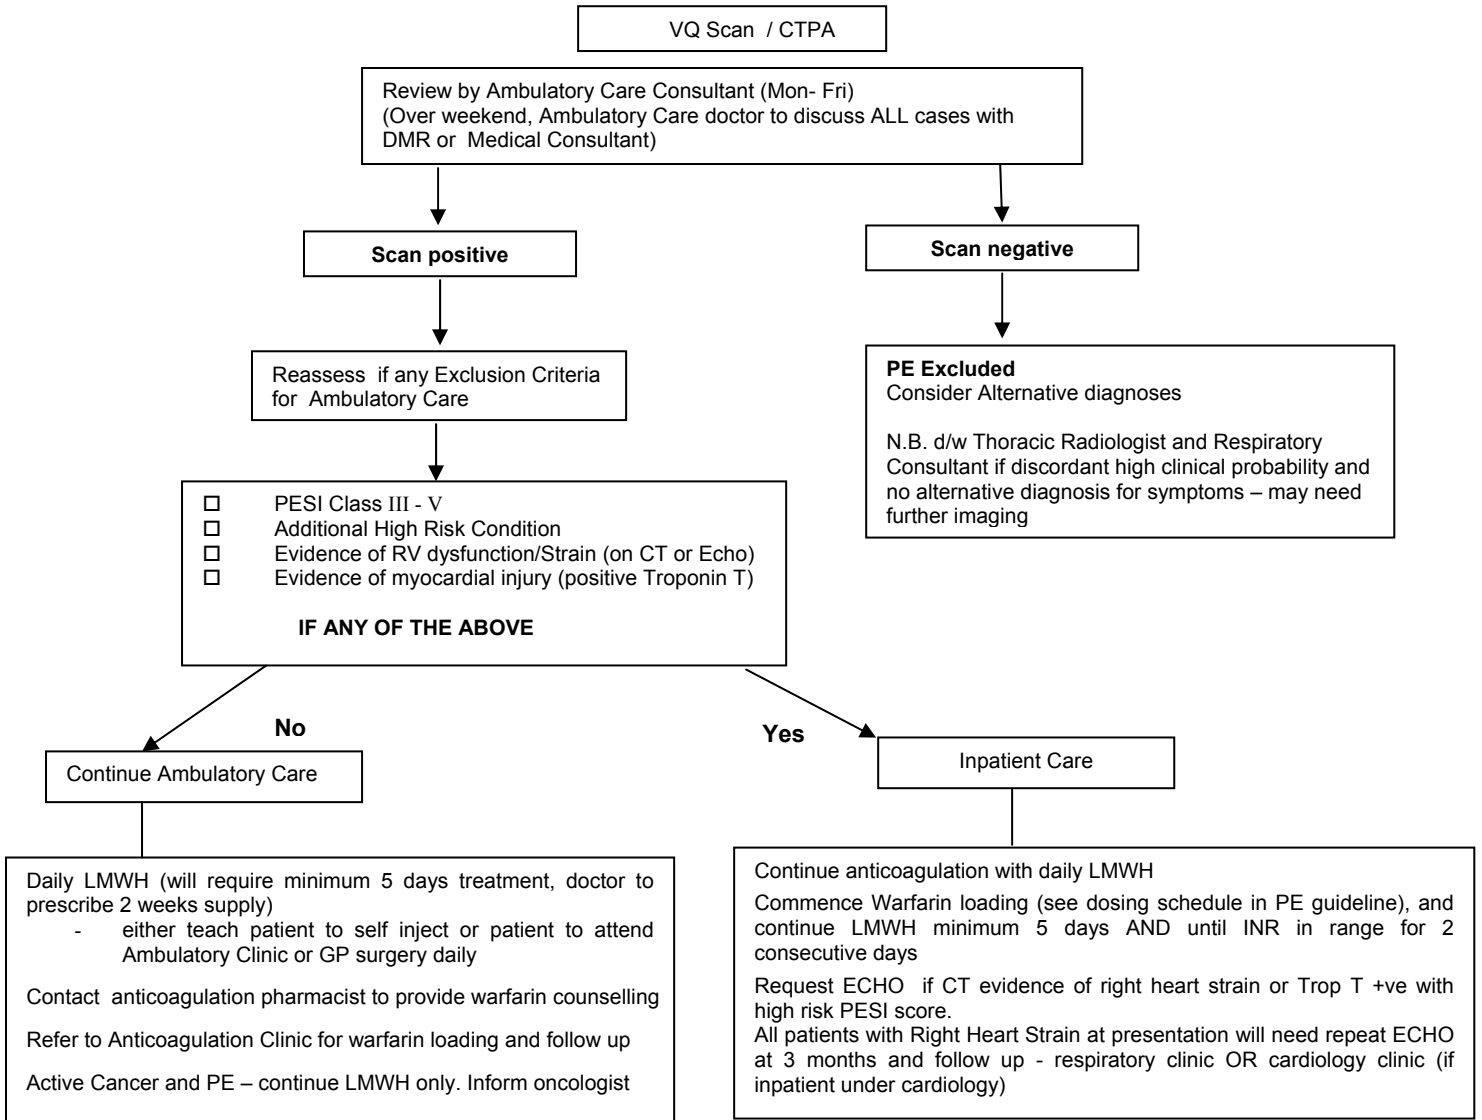 VQ Scan / CTPA
Review by Ambulatory Care Consultant (Mon- Fri)
(Over weekend, Ambulatory Care doctor to discuss ALL cases with
DMR or Medical Consultant)
Scan positive
Scan negative
Reassess if any Exclusion Criteria
for Ambulatory Care
PE Excluded
Consider Alternative diagnoses
N.B. d/w Thoracic Radiologist and Respiratory
Consultant if discordant high clinical probability and
no alternative diagnosis for symptoms – may need
further imaging
□ PESI Class III - V
□ Additional High Risk Condition
□ Evidence of RV dysfunction/Strain (on CT or Echo)
□ Evidence of myocardial injury (positive Troponin T)
IF ANY OF THE ABOVE
No
Yes
Continue Ambulatory Care
Inpatient Care
Daily LMWH (will require minimum 5 days treatment, doctor to
prescribe 2 weeks supply)
- either teach patient to self inject or patient to attend
Ambulatory Clinic or GP surgery daily
Contact anticoagulation pharmacist to provide warfarin counselling
Refer to Anticoagulation Clinic for warfarin loading and follow up
Active Cancer and PE – continue LMWH only. Inform oncologist
Continue anticoagulation with daily LMWH
Commence Warfarin loading (see dosing schedule in PE guideline), and
continue LMWH minimum 5 days AND until INR in range for 2
consecutive days
Request ECHO if CT evidence of right heart strain or Trop T +ve with
high risk PESI score.
All patients with Right Heart Strain at presentation will need repeat ECHO
at 3 months and follow up - respiratory clinic OR cardiology clinic (if
inpatient under cardiology)